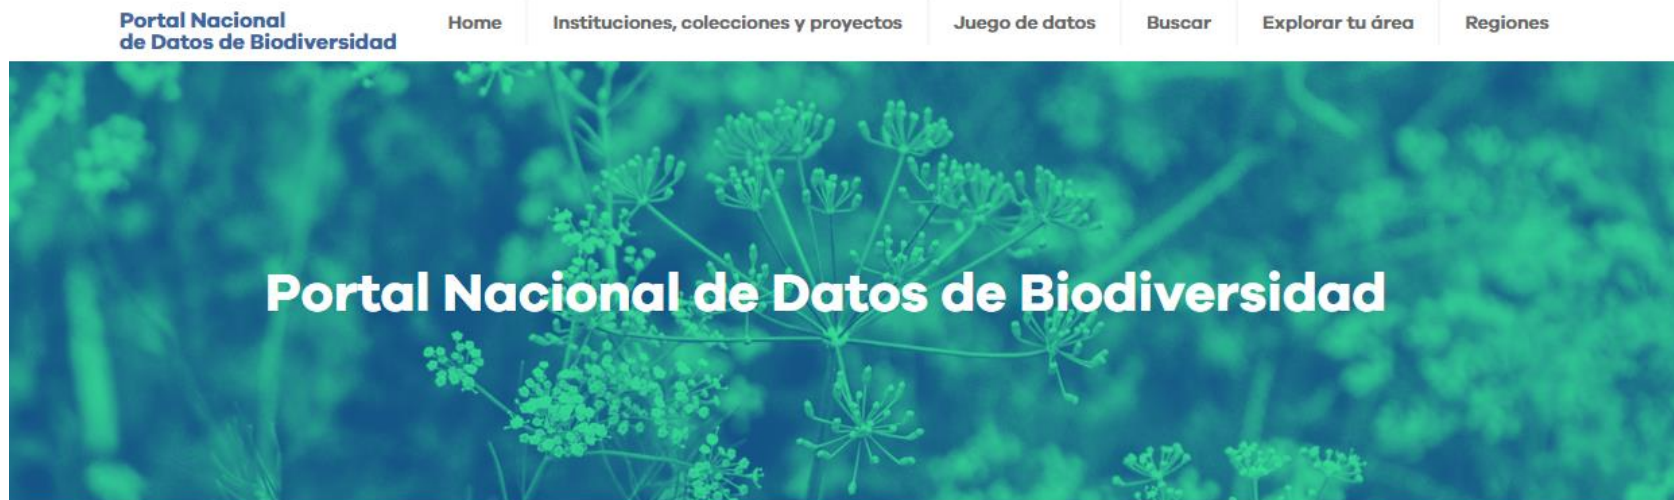 Portal Nacional
de Datos de Biodiversidad
Home
Instituciones, colecciones y proyectos
Juego de datos
Buscar
Explorar tu área
Regiones
Portal Nacional de Datos de Biodiversidad